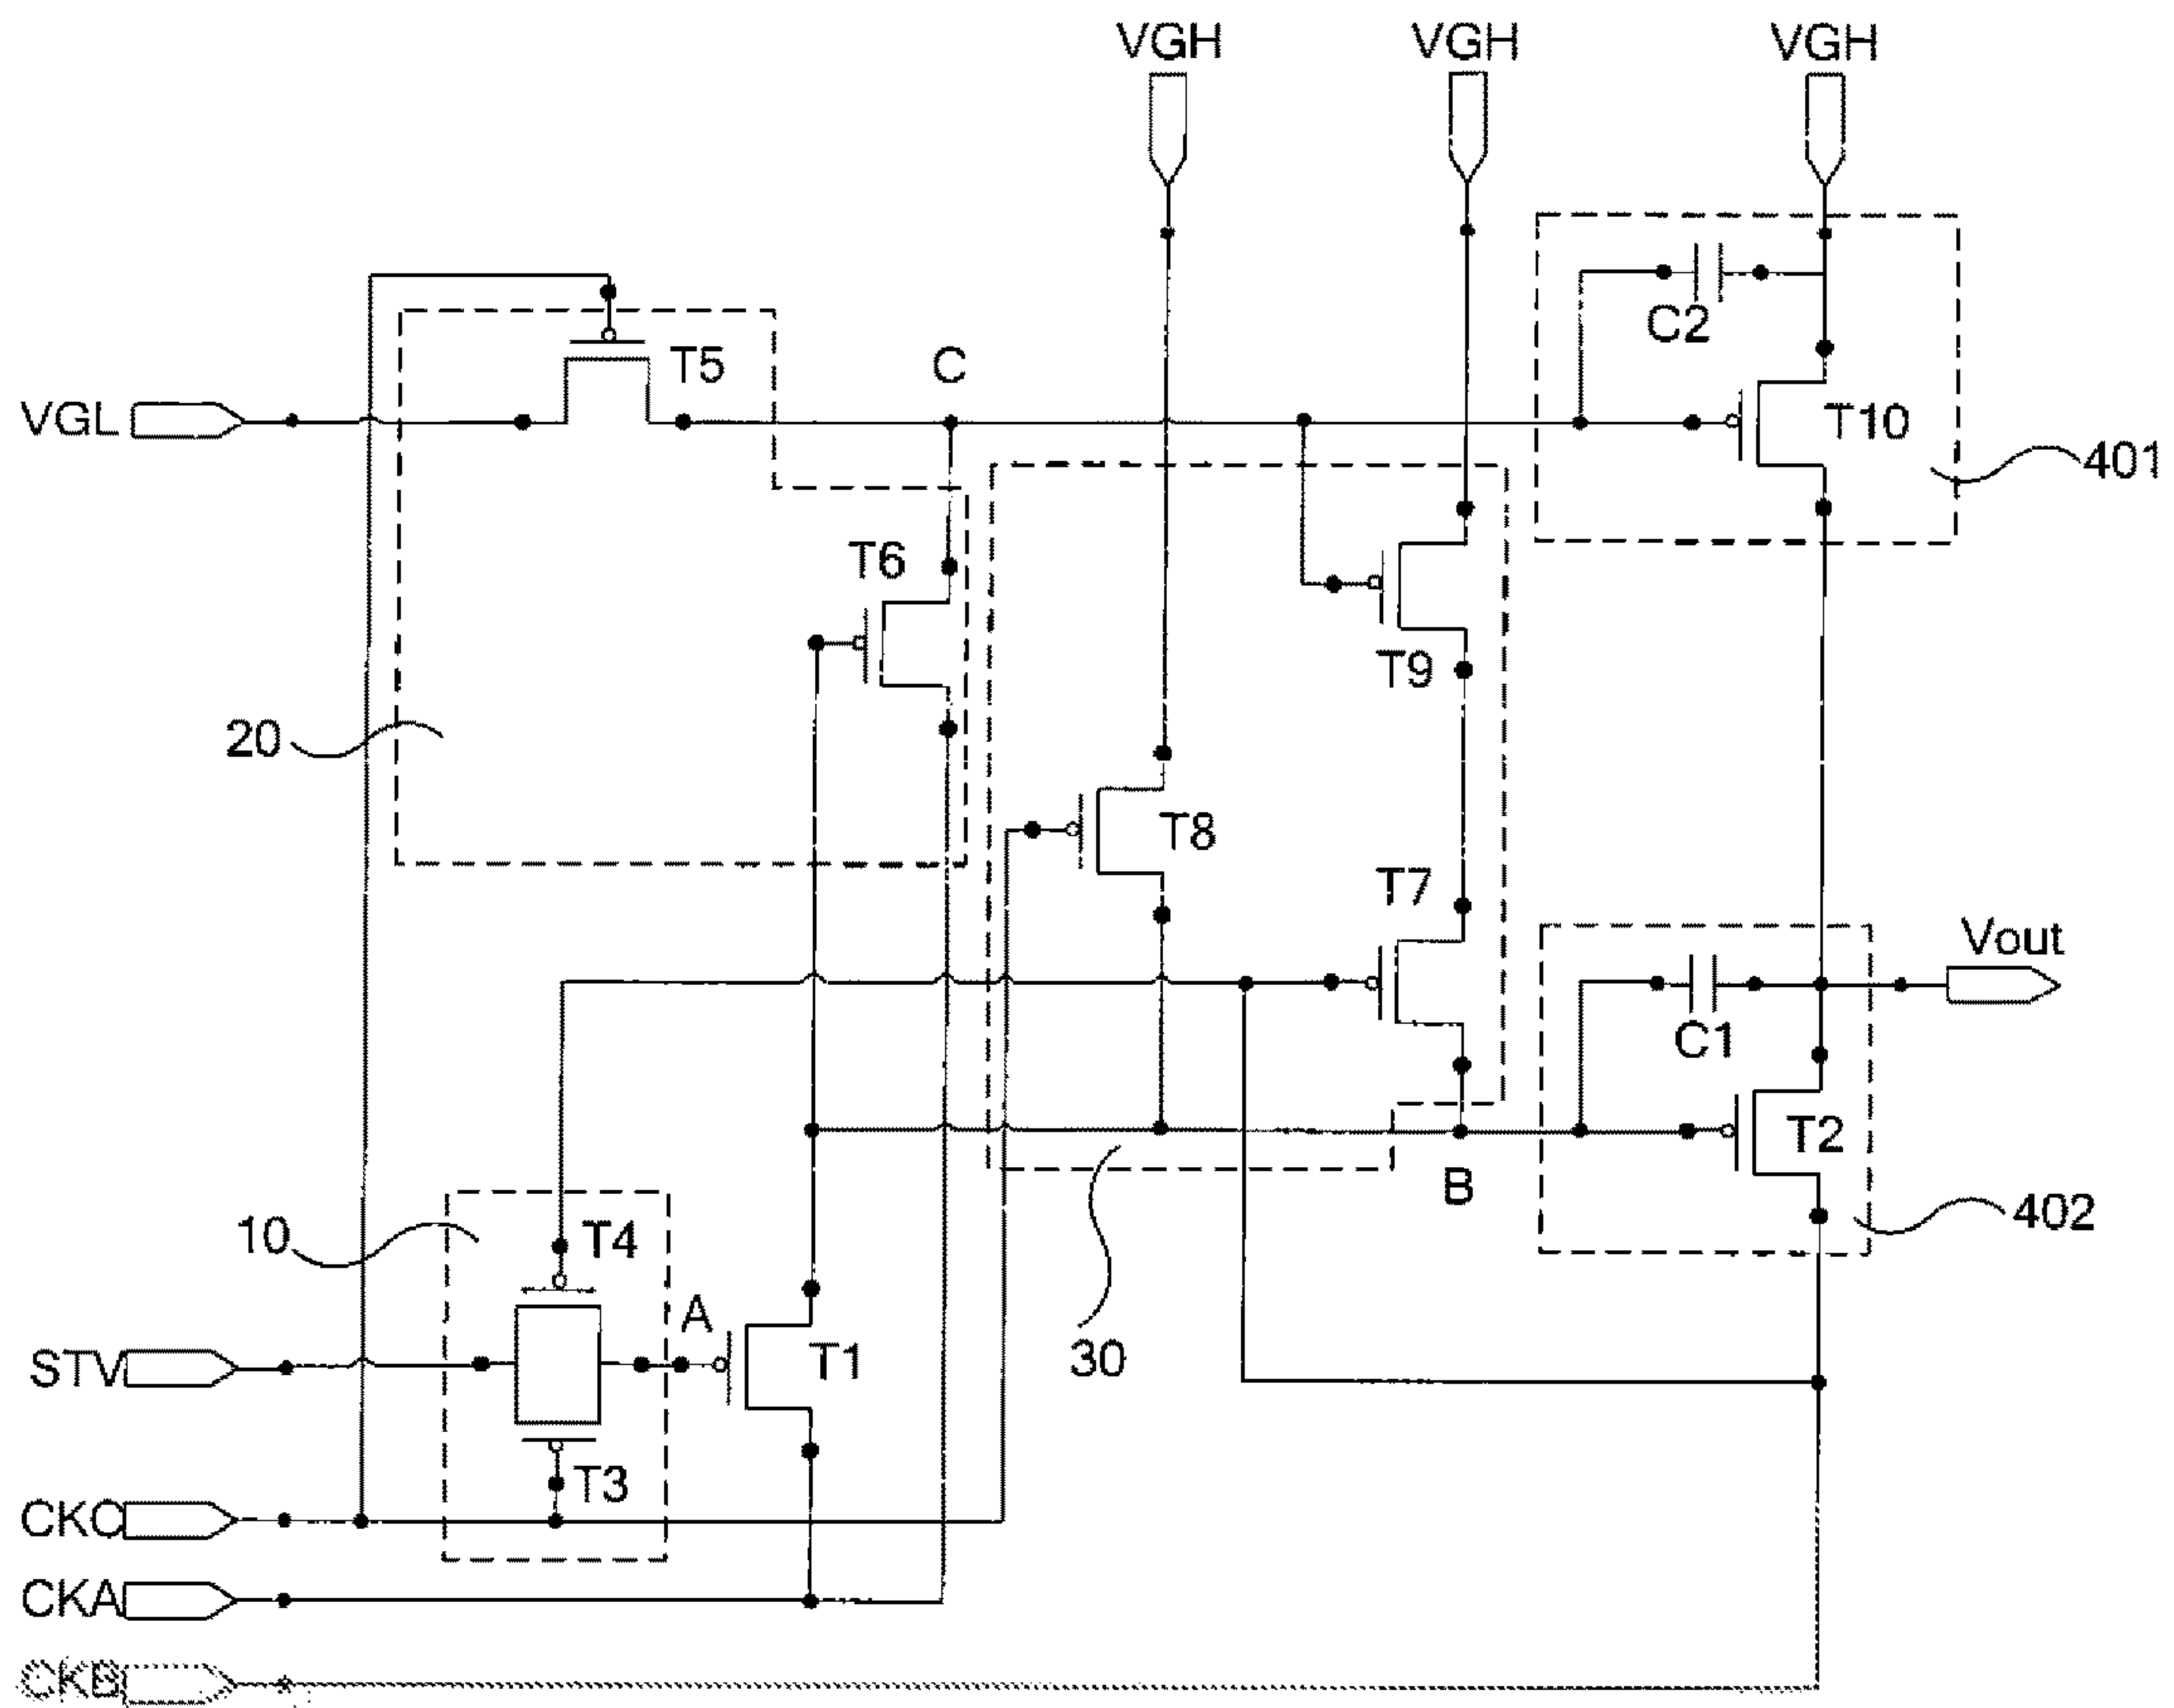 VGH VGH VGH
C2
T5 C
VGL T10
401
T6
T9
20
T8
T7
Vout
C1
T2
B
10 T4 402
A
STV T1 30
T3
CKC
CKA
CKB